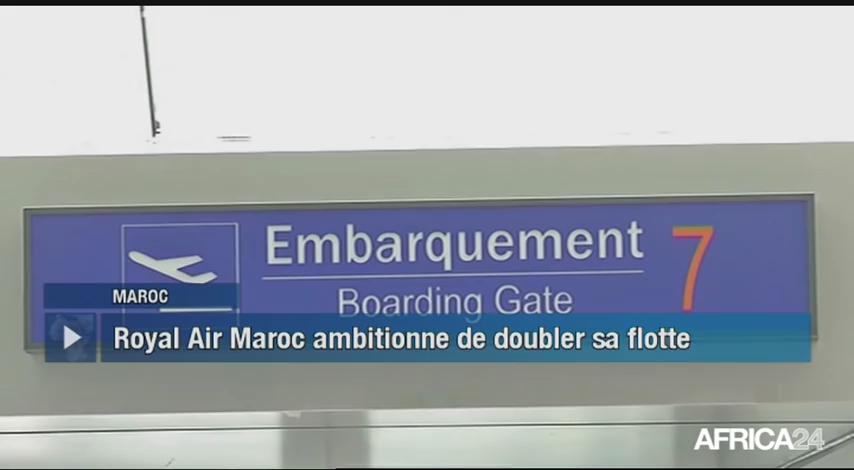 Embarquement 7
Boarding Gate
MAROC
Royal Air Maroc ambitionne de doubler sa flotte
AFRICA24